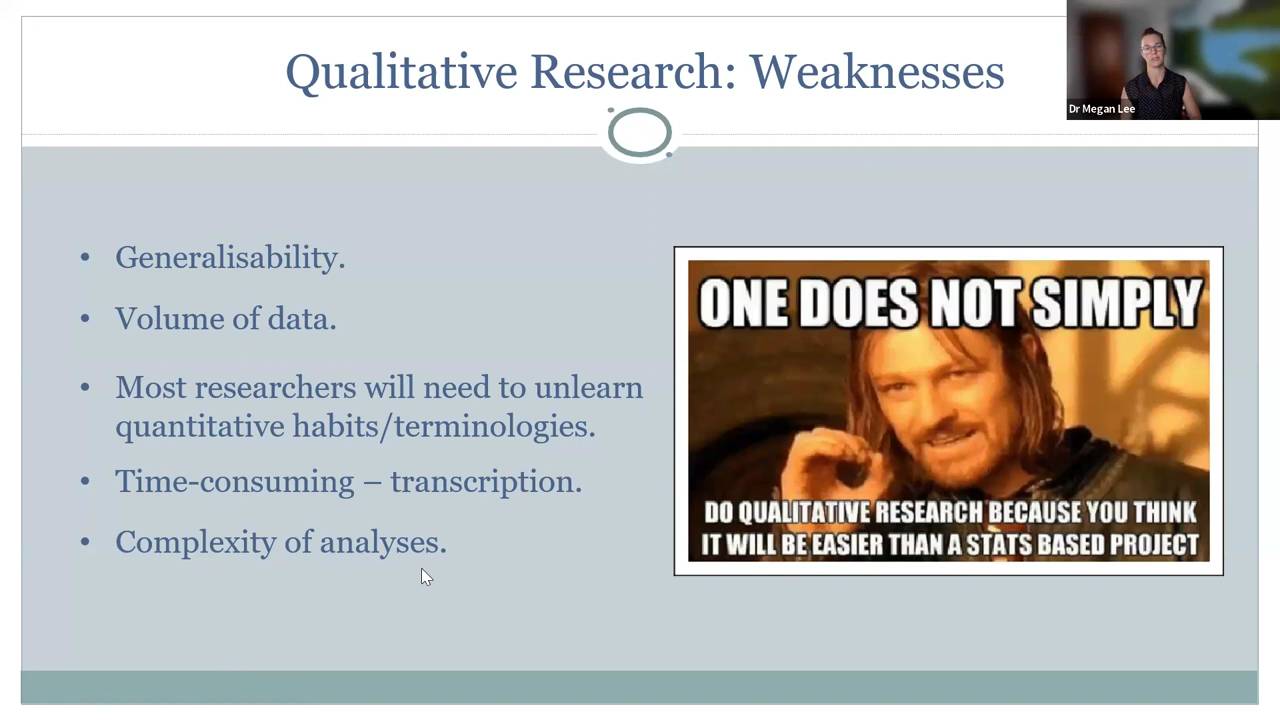 Qualitative Research: Weaknesses
Dr Megan Lee
• Generalisability.
• Volume of data.
• Most researchers will need to unlearn
quantitative habits/terminologies.
• Time-consuming – transcription.
• Complexity of analyses.
ONE DOES NOT SIMPLY
DO QUALITATIVE RESEARCH BECAUSE YOU THINK
IT WILL BE EASIER THAN A STATS BASED PROJECT